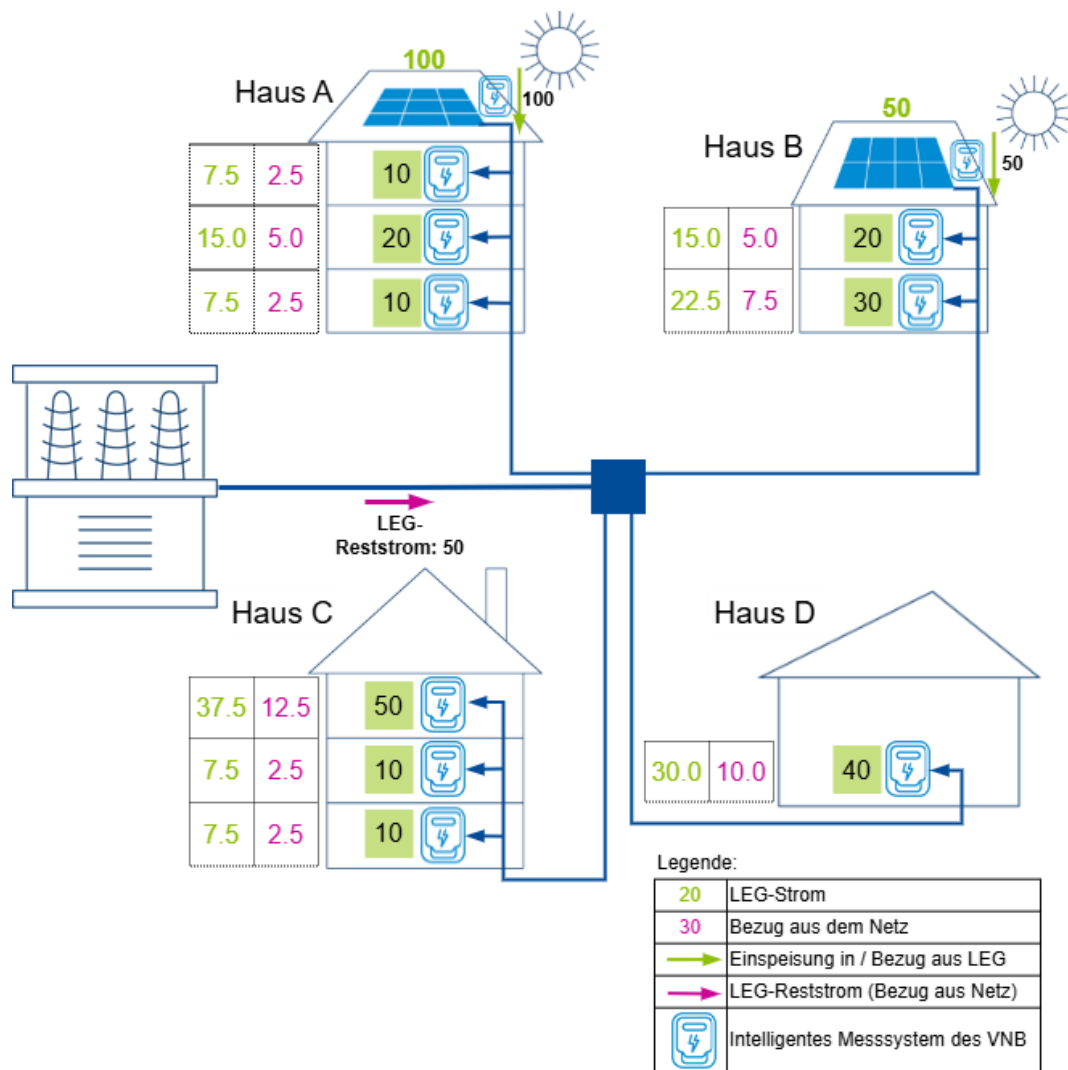 100
Haus A
100
7.5 2.5 10
15.0 5.0 20
7.5 2.5 10
50
Haus B
50
15.0 5.0 20
22.5 7.5 30
LEG-
Reststrom: 50
Haus C
37.5 12.5 50
7.5 2.5 10
7.5 2.5 10
Haus D
30.0 10.0 40
Legende:
20 LEG-Strom
30 Bezug aus dem Netz
Einspeisung in / Bezug aus LEG
LEG-Reststrom (Bezug aus Netz)
Intelligentes Messsystem des VNB